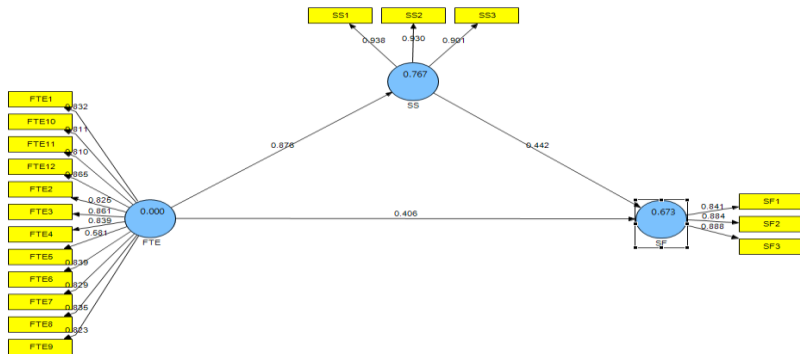 SS1 SS2 SS3
0.938 0.930 0.901
0.767
SS
FTE1
0.832
FTE10
0.811
FTE11
0.810
FTE12
0.865
FTE2
0.825
FTE3
0.861
FTE4
0.839
FTE5
0.681
FTE6
0.839
FTE7
0.829
FTE8
0.835
FTE9
0.823
0.000
FTE
0.876
0.442
0.406
0.673
SF
0.841
SF1
0.884
SF2
0.888
SF3